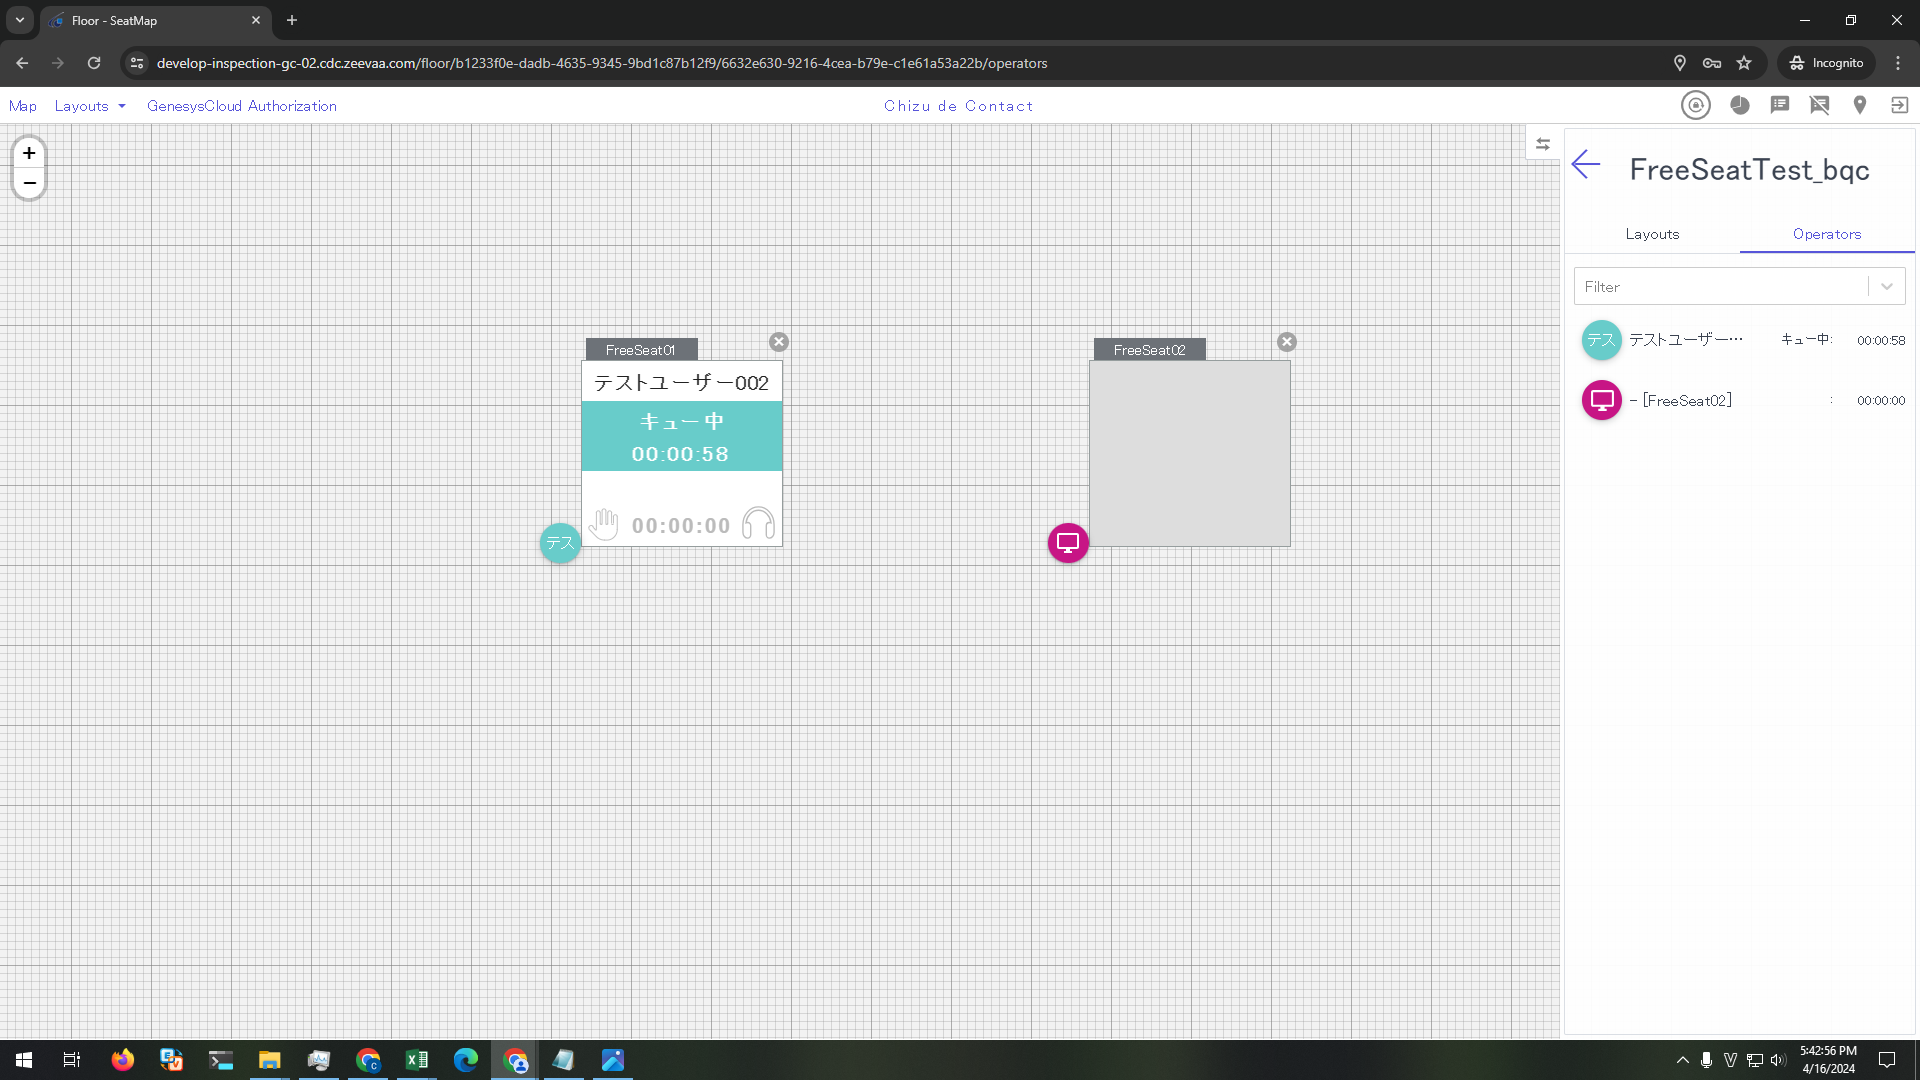 Floor - SeatMap
develop-inspection-gc-02.cdc.zeevaa.com/floor/b1233f0e-dadb-4635-9345-9bd1c87b12f9/6632e630-9216-4cea-b79e-c1e61a53a22b/operators
Incognito
Map Layouts GenesysCloud Authorization
Chizu de Contact
+
−
FreeSeatTest_bqc
Layouts Operators
Filter
テス テストユーザー… キュー中: 00:00:58
- [FreeSeat02] : 00:00:00
FreeSeat01
テストユーザー002
キュー中
00:00:58
00:00:00
テス
FreeSeat02
5:42:56 PM
4/16/2024